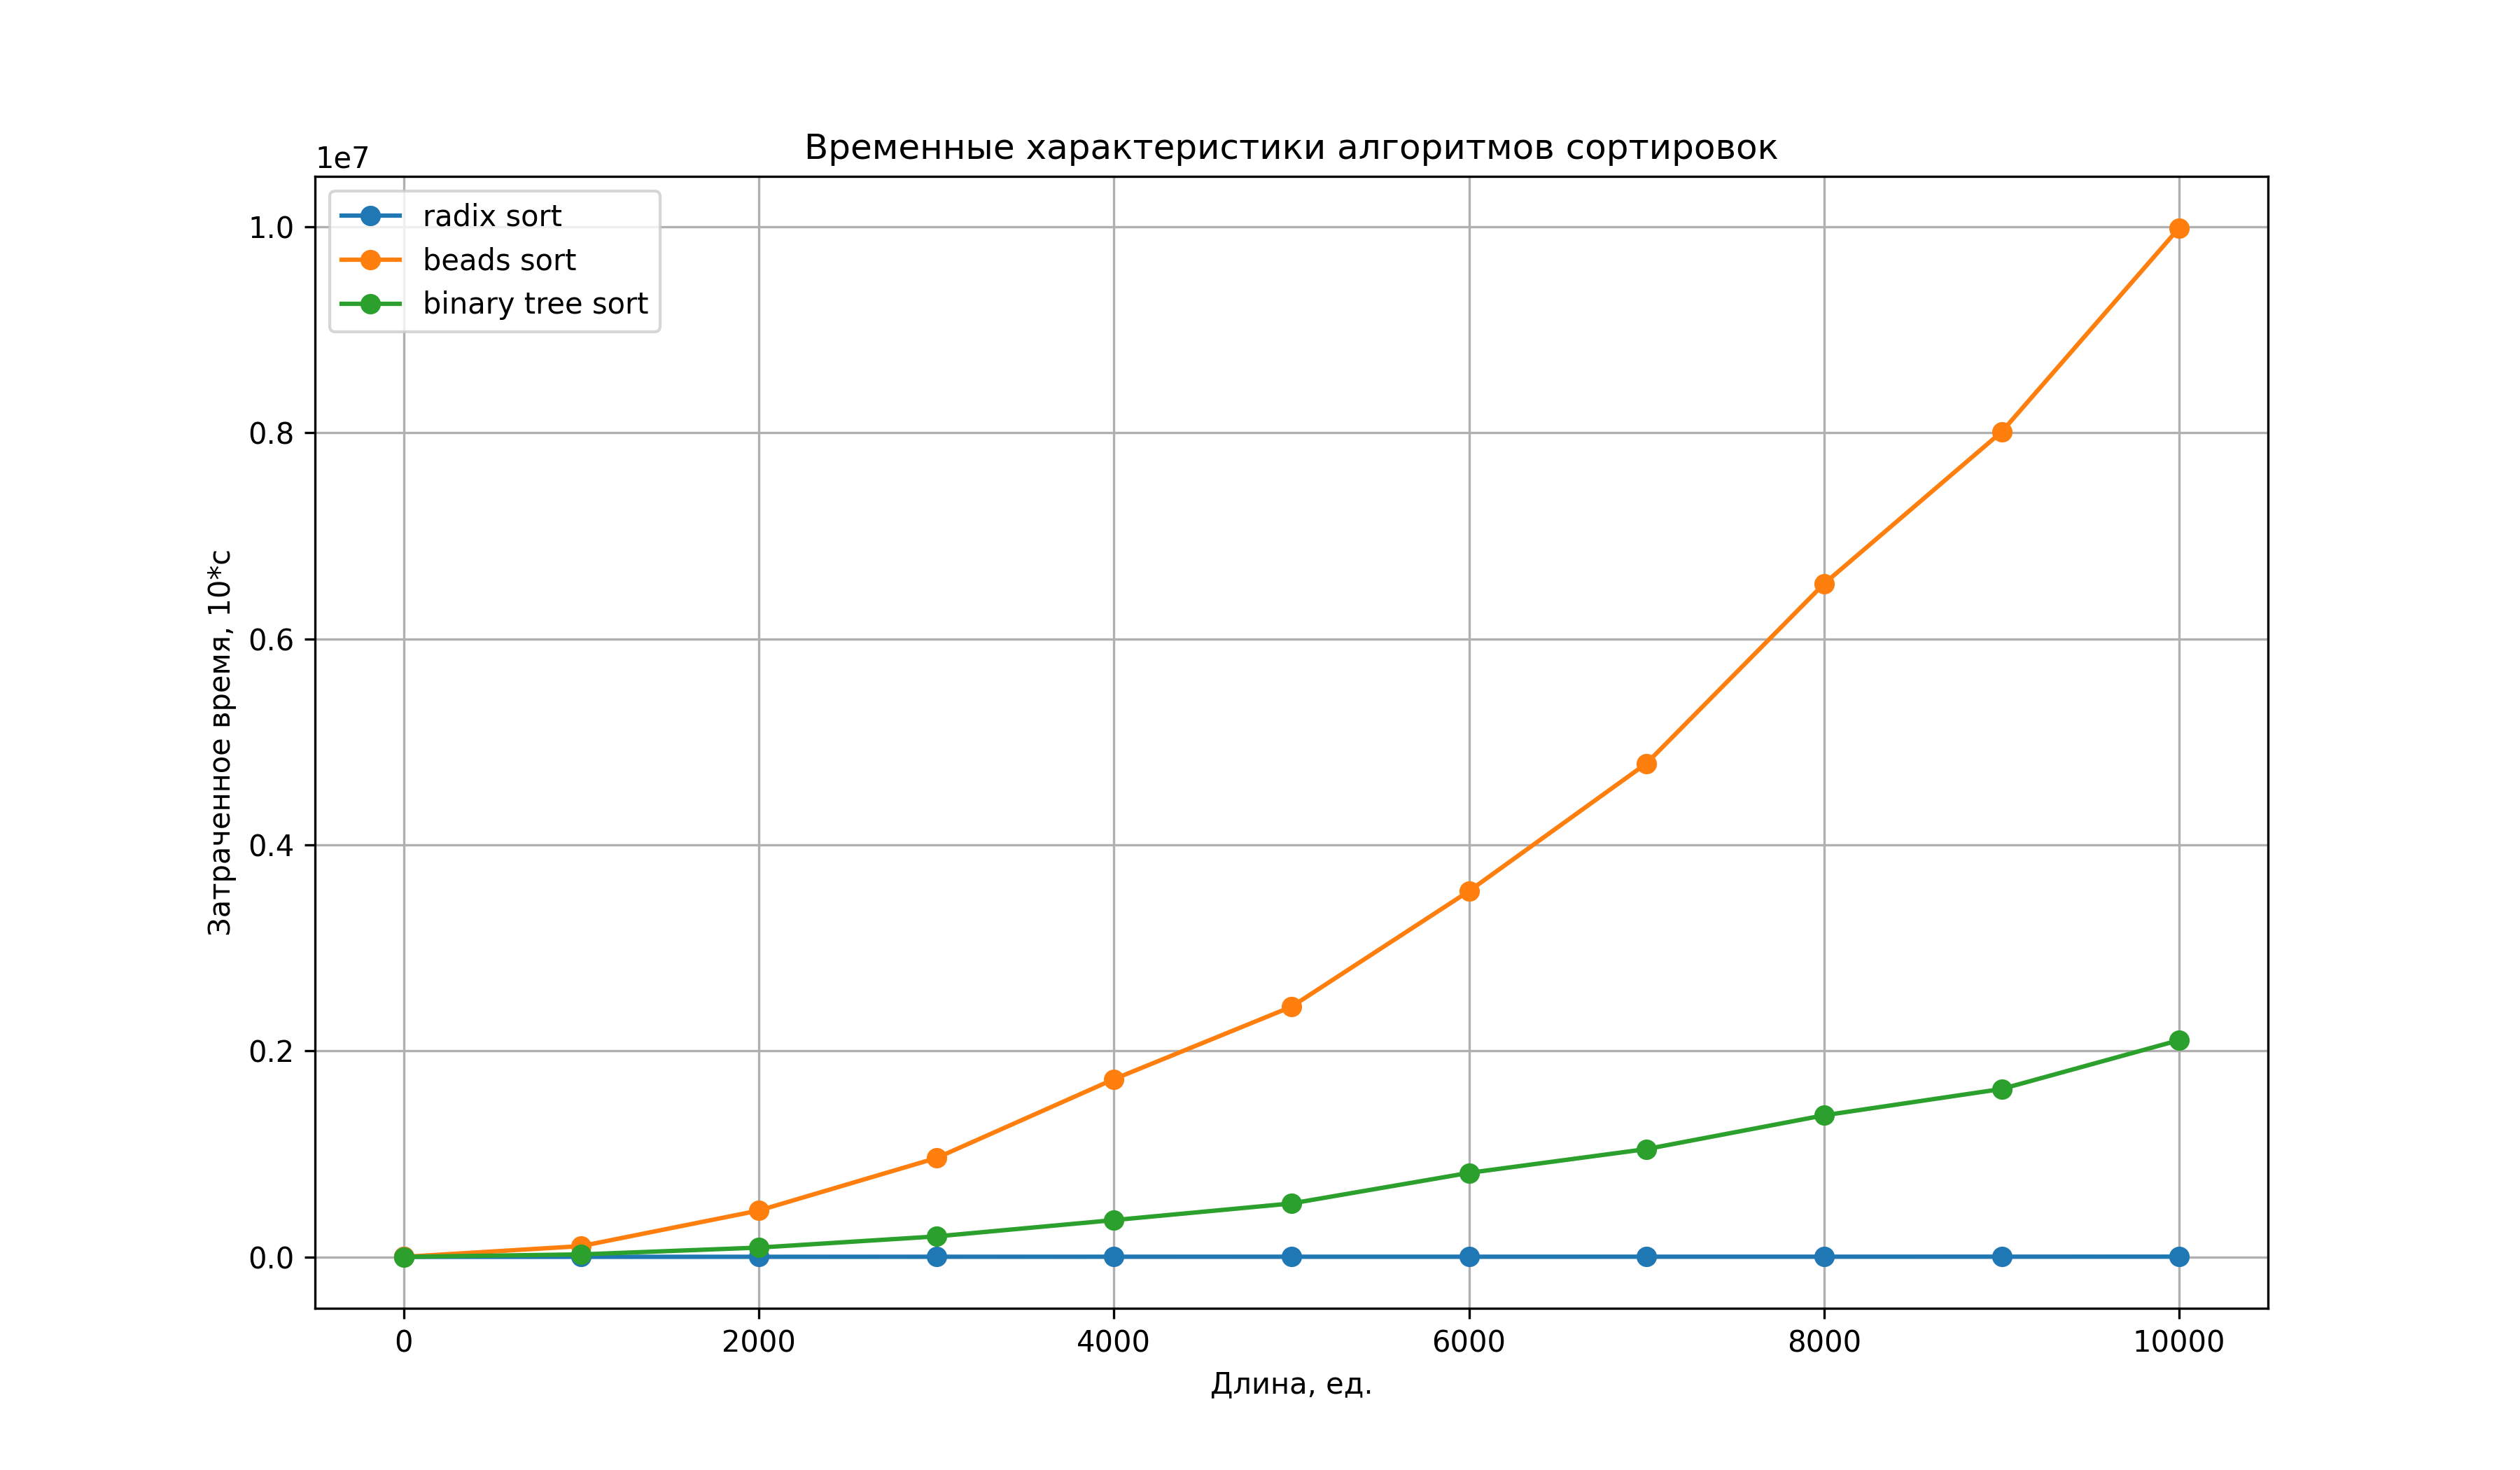 Временные характеристики алгоритмов сортировок
1e7
radix sort
beads sort
binary tree sort
1.0
0.8
0.6
0.4
0.2
0.0
Затраченное время, 10*с
0 2000 4000 6000 8000 10000
Длина, ед.